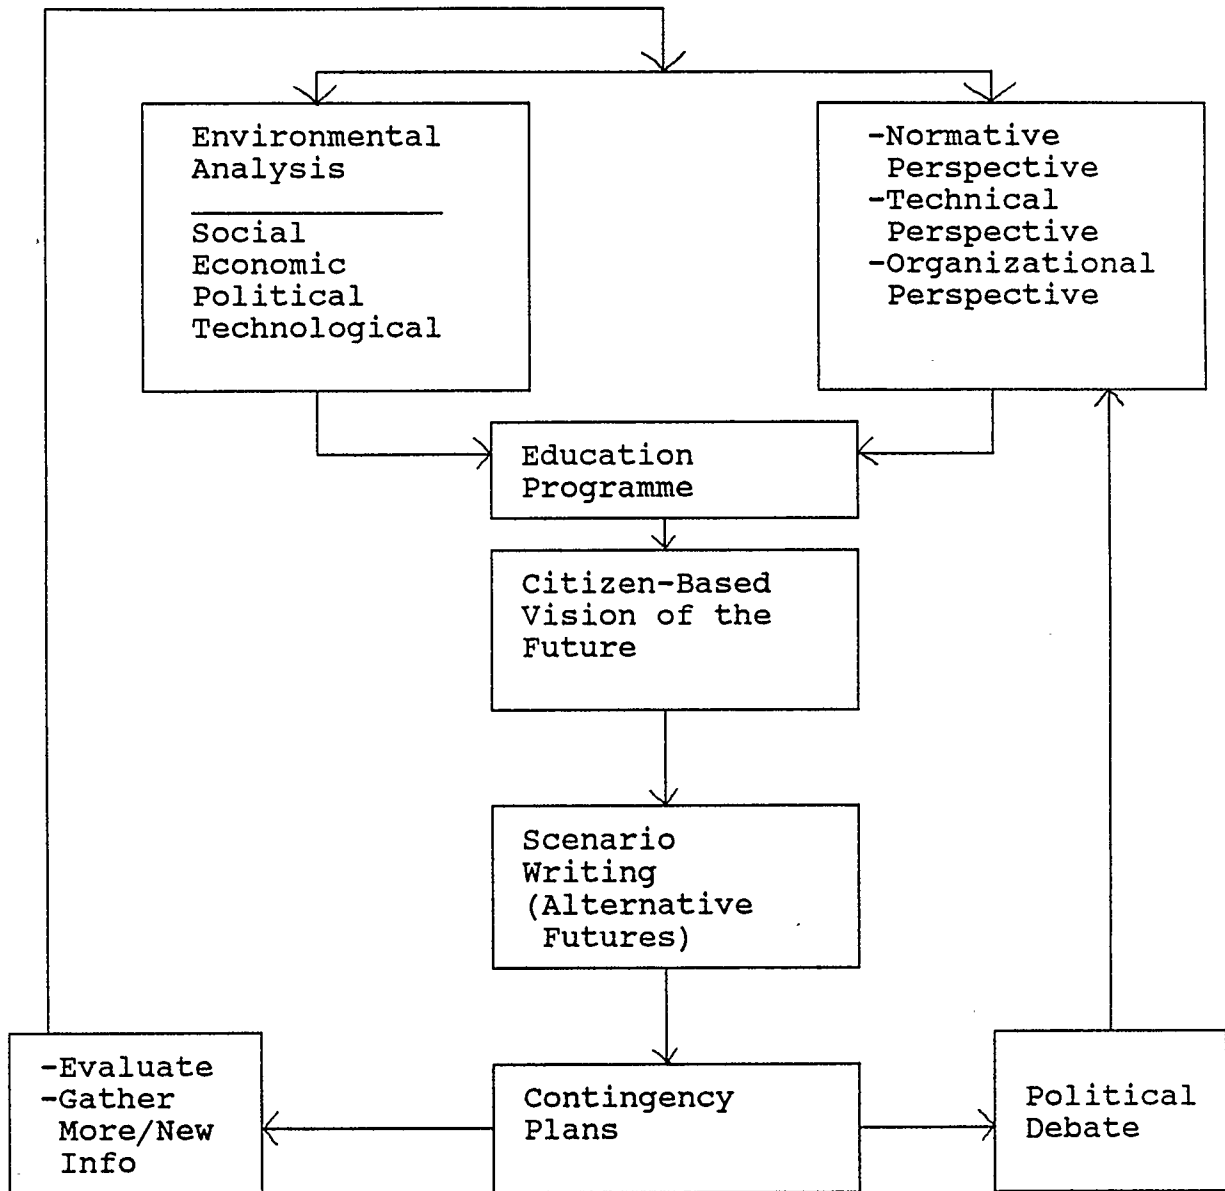 Environmental
Analysis
Social
Economic
Political
Technological
-Normative
Perspective
-Technical
Perspective
-Organizational
Perspective
Education
Programme
Citizen-Based
Vision of the
Future
Scenario
Writing
(Alternative
Futures)
-Evaluate
-Gather
More/New
Info
Contingency
Plans
Political
Debate